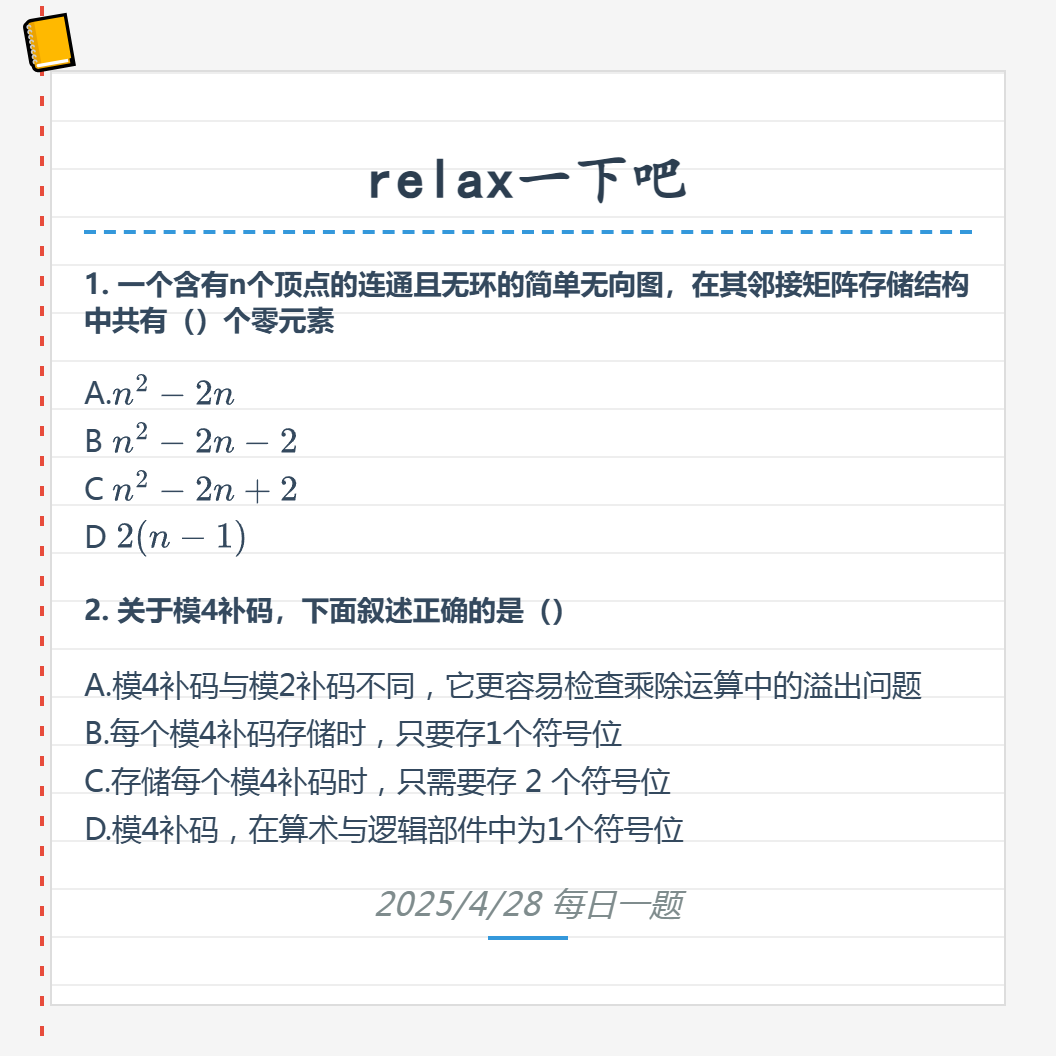 relax一下吧
1. 一个含有n个顶点的连通且无环的简单无向图，在其邻接矩阵存储结构
中共有（）个零元素
A.n² − 2n
B n² − 2n − 2
C n² − 2n + 2
D 2(n − 1)
2. 关于模4补码，下面叙述正确的是（）
A.模4补码与模2补码不同，它更容易检查乘除运算中的溢出问题
B.每个模4补码存储时，只要存1个符号位
C.存储每个模4补码时，只需要存 2 个符号位
D.模4补码，在算术与逻辑部件中为1个符号位
2025/4/28 每日一题